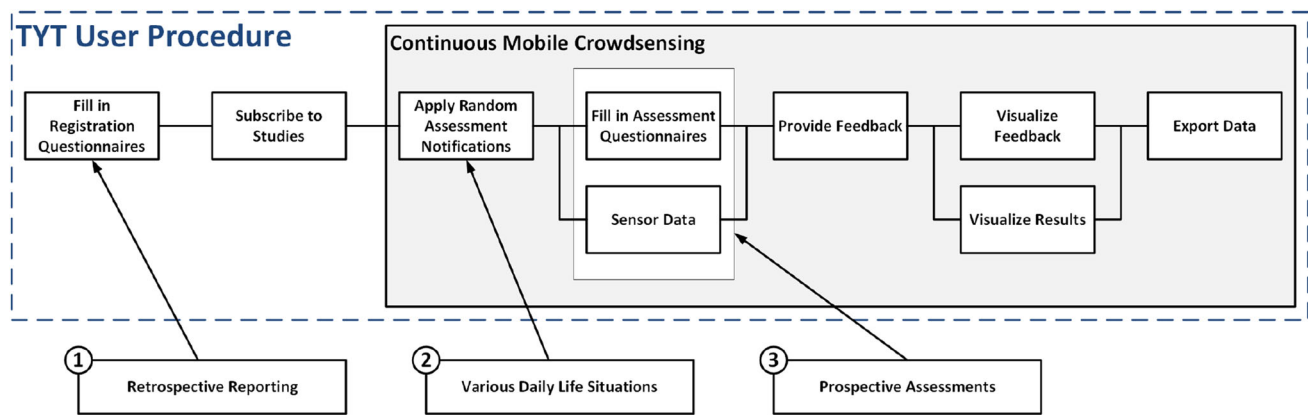 TYT User Procedure
Continuous Mobile Crowdsensing
Fill in
Registration
Questionnaires
Subscribe to
Studies
Apply Random
Assessment
Notifications
Fill in Assessment
Questionnaires
Sensor Data
Provide Feedback
Visualize
Feedback
Visualize Results
Export Data
1
Retrospective Reporting
2
Various Daily Life Situations
3
Prospective Assessments